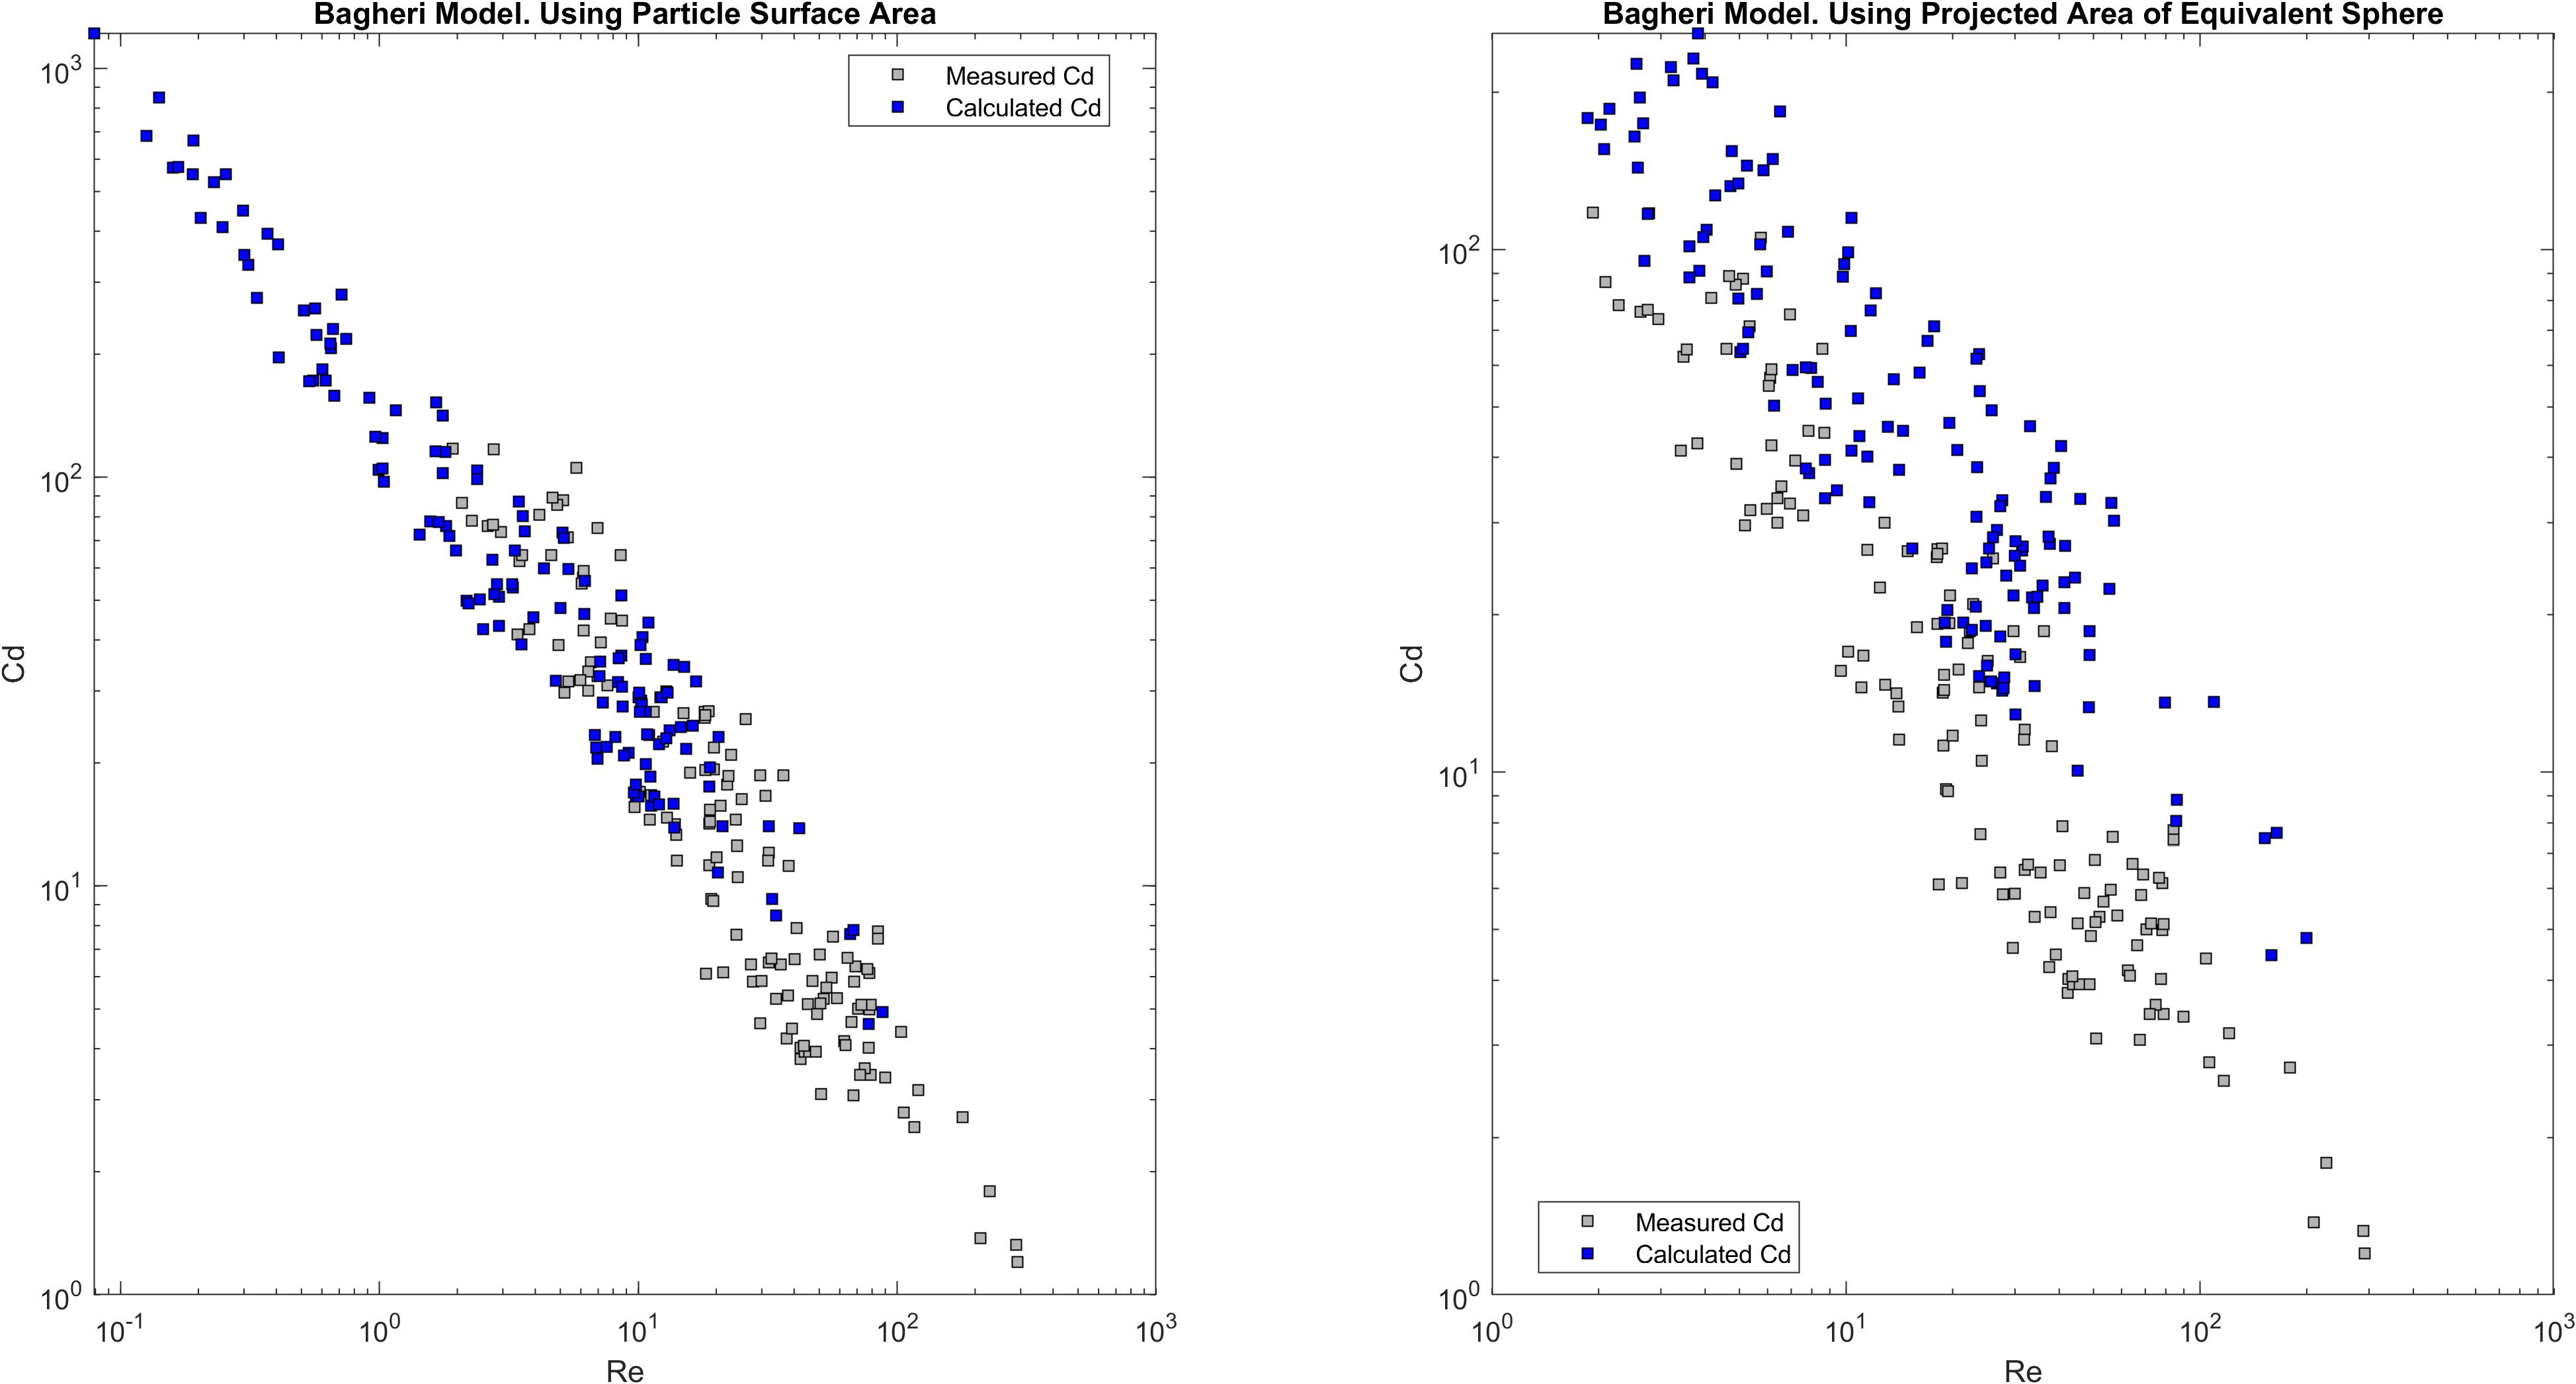 Bagheri Model. Using Particle Surface Area
Measured Cd
Calculated Cd
10^3
10^2
10^1
10^0
Cd
10^-1
10^0
10^1
10^2
10^3
Re
Bagheri Model. Using Projected Area of Equivalent Sphere
10^2
10^1
10^0
Cd
Measured Cd
Calculated Cd
10^0
10^1
10^2
10^3
Re